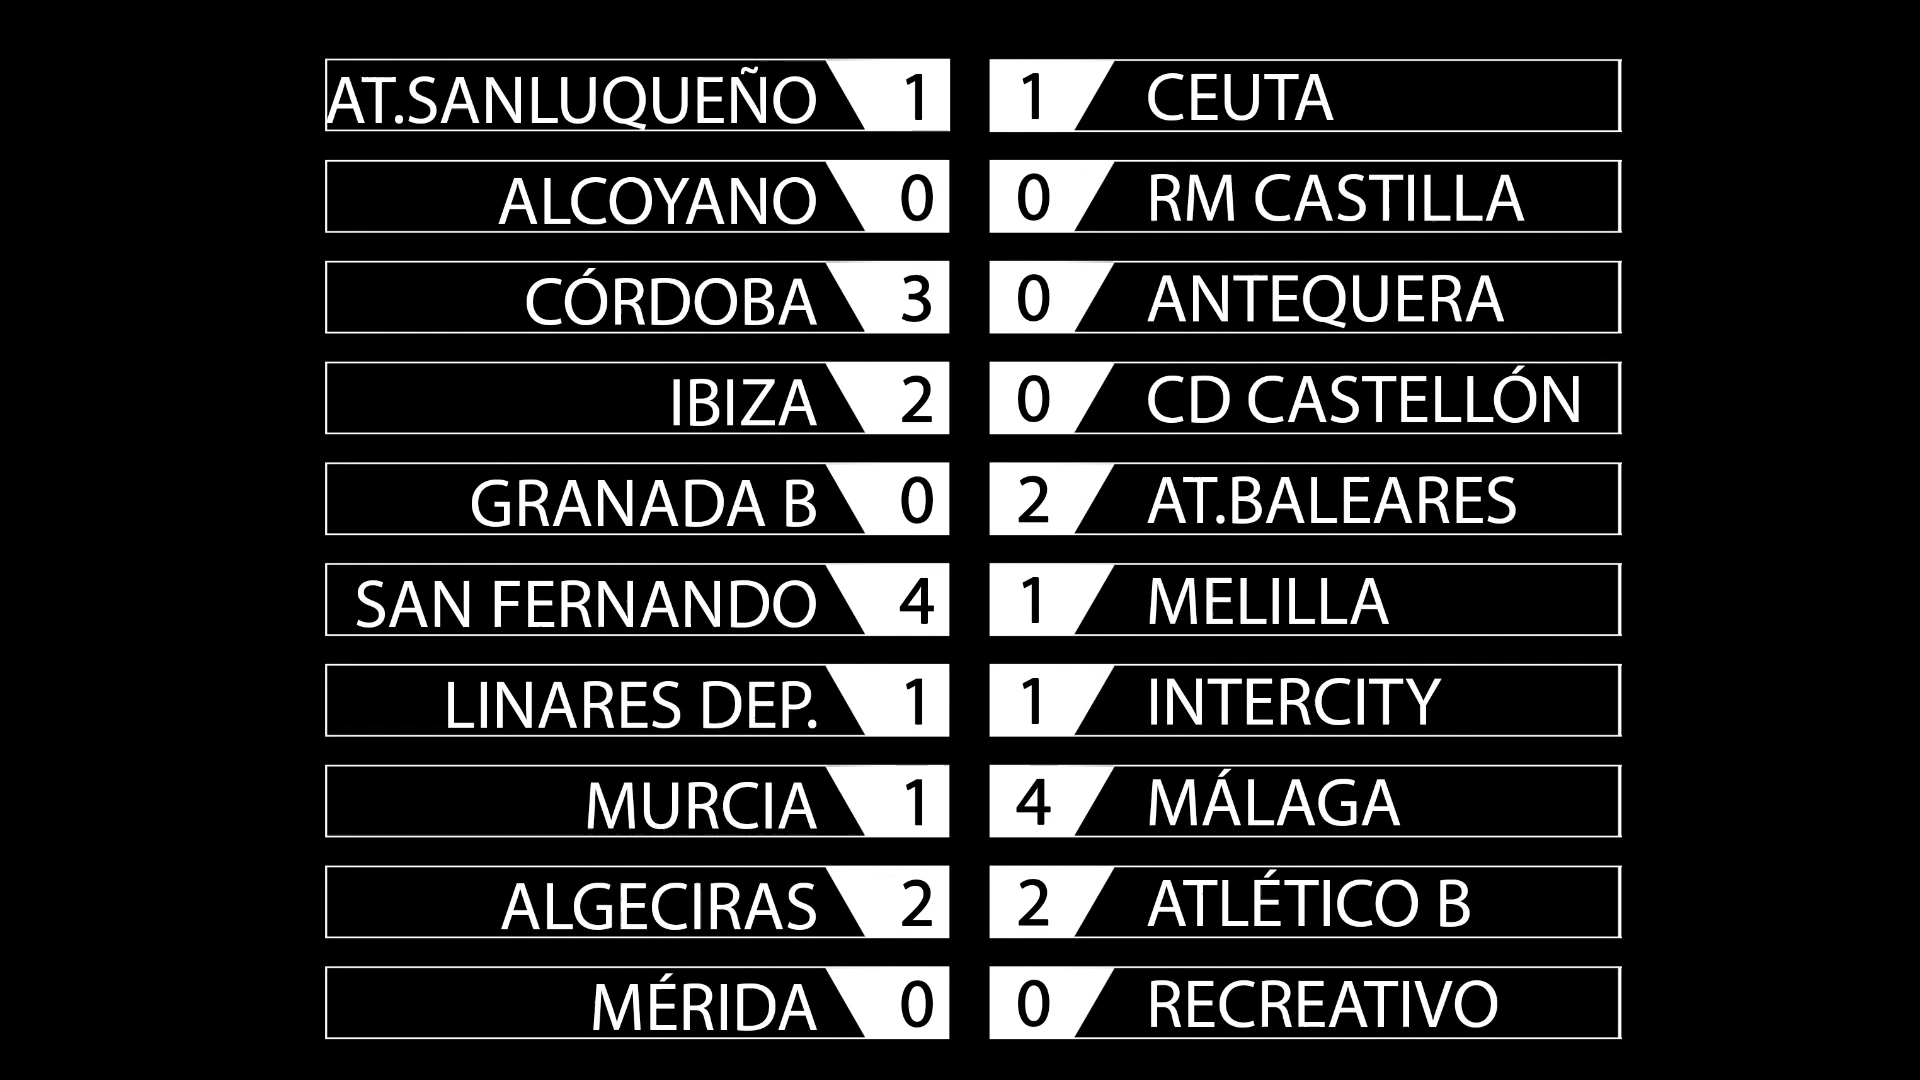 AT.SANLUQUEÑO 1 1 CEUTA
ALCOYANO 0 0 RM CASTILLA
CÓRDOBA 3 0 ANTEQUERA
IBIZA 2 0 CD CASTELLÓN
GRANADA B 0 2 AT.BALEARES
SAN FERNANDO 4 1 MELILLA
LINARES DEP. 1 1 INTERCITY
MURCIA 1 4 MÁLAGA
ALGECIRAS 2 2 ATLÉTICO B
MÉRIDA 0 0 RECREATIVO